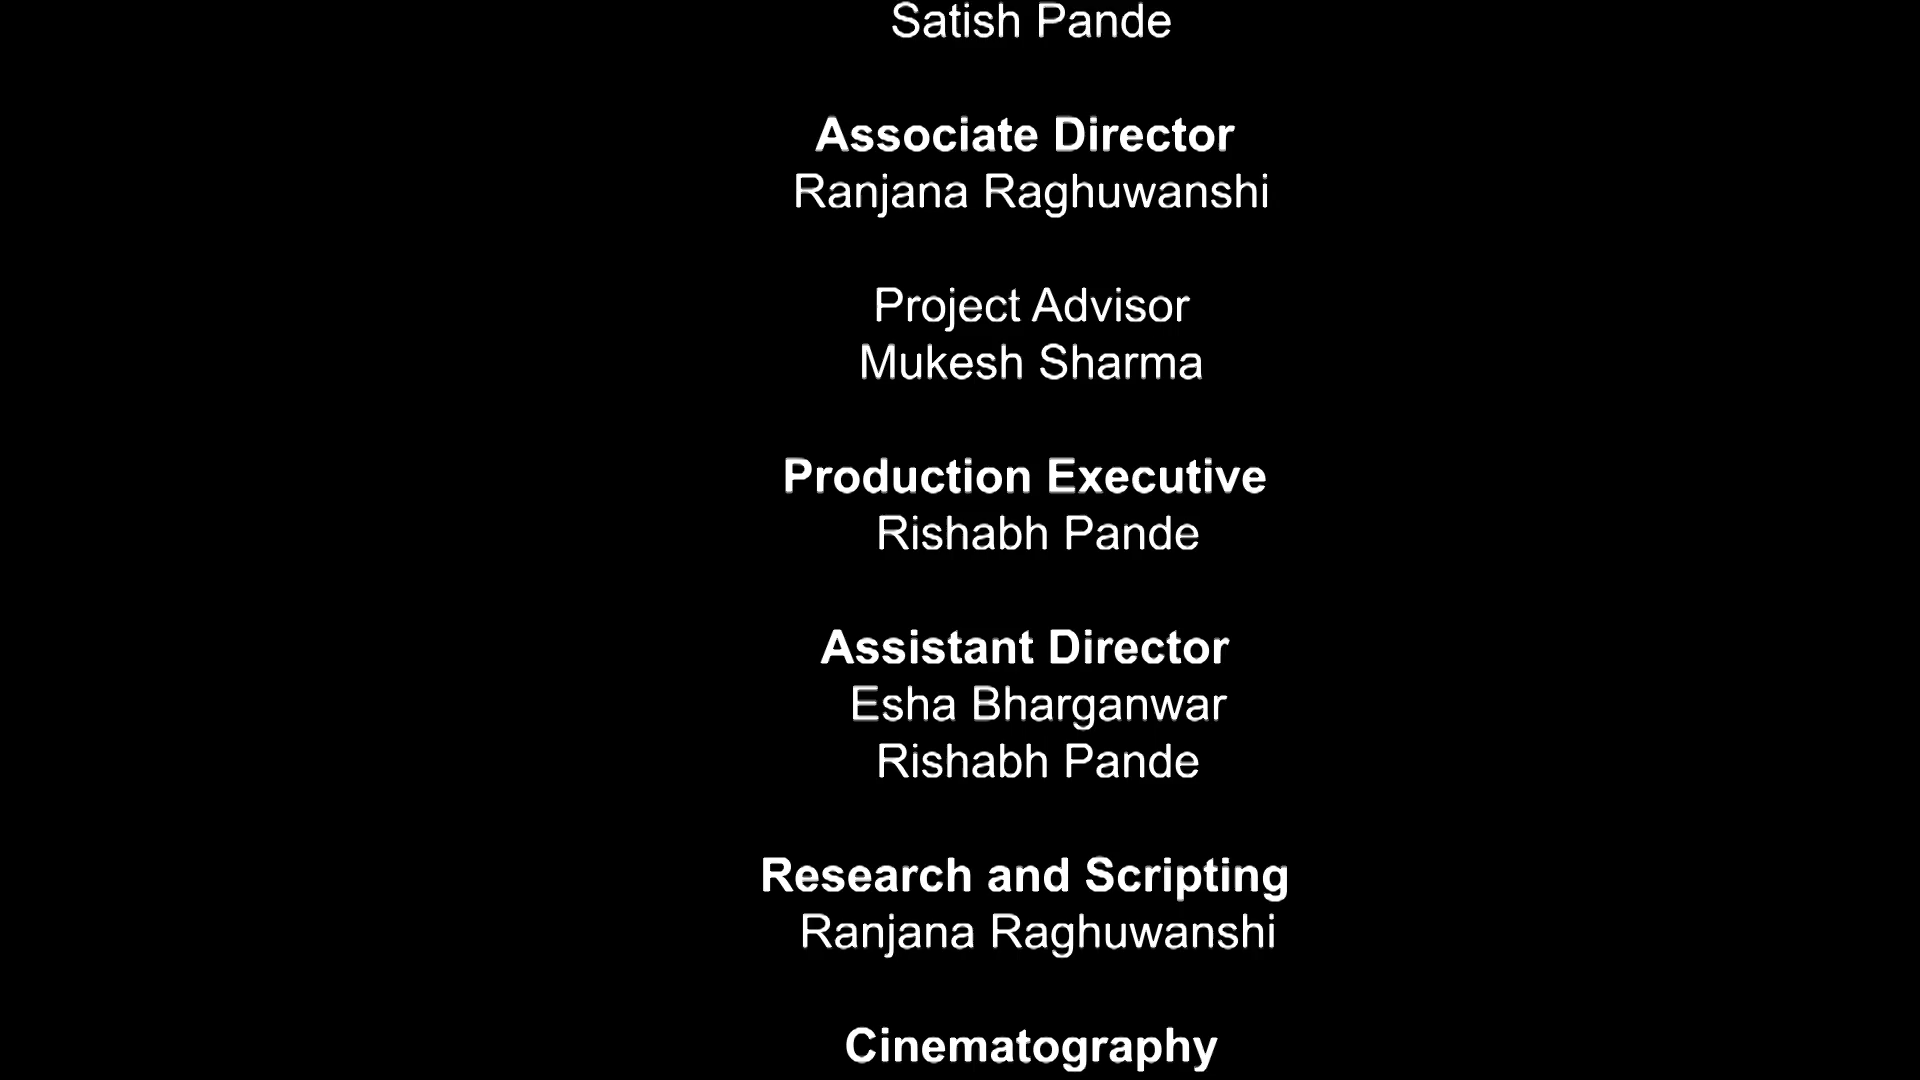 Satish Pande
Associate Director
Ranjana Raghuwanshi
Project Advisor
Mukesh Sharma
Production Executive
Rishabh Pande
Assistant Director
Esha Bharganwar
Rishabh Pande
Research and Scripting
Ranjana Raghuwanshi
Cinematography